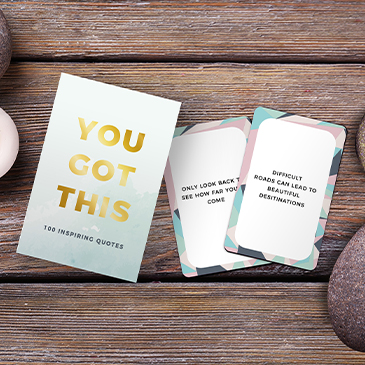 YOU
GOT
THIS
100 INSPIRING QUOTES
ONLY LOOK BACK T
SEE HOW FAR YOU
COME
DIFFICULT
ROADS CAN LEAD TO
BEAUTIFUL
DESITINATIONS